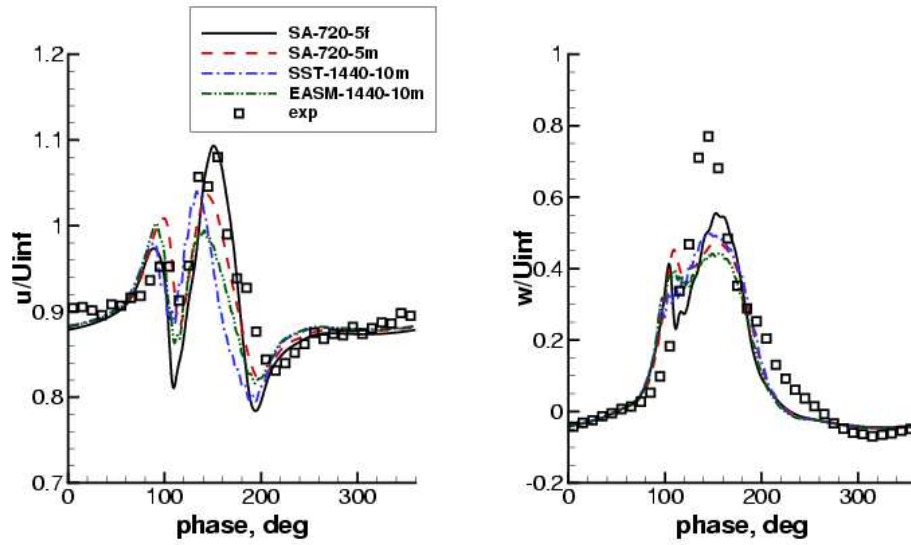 SA-720-5f
SA-720-5m
SST-1440-10m
EASM-1440-10m
exp
1.2
1.1
1
0.9
0.8
0.7
u/Uinf
0
100
200
300
phase, deg
1
0.8
0.6
0.4
0.2
0
-0.2
w/Uinf
0
100
200
300
phase, deg